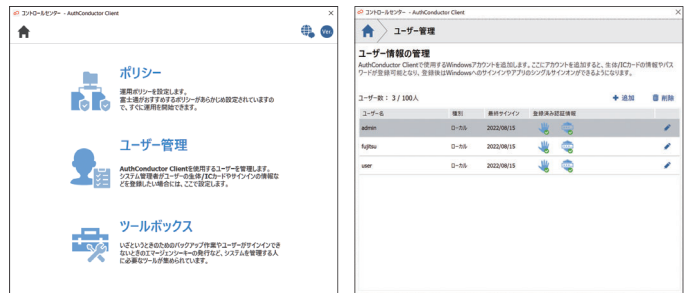 コントロールセンター - AuthConductor Client
Ver.
ポリシー
運用ポリシーを設定します。
富士通がおすすめするポリシーがあらかじめ設定されていますの
で、すぐに運用を開始できます。
ユーザー管理
AuthConductor Clientを使用するユーザーを管理します。
システム管理者がユーザーの生体/ICカードやサインインの情報な
どを登録したい場合には、ここで設定します。
ツールボックス
いざというときのためのバックアップ作業やユーザーがサインインでき
ないときのエマージェンシーキーの発行など、システムを管理する人
に必要なツールが集められています。
コントロールセンター - AuthConductor Client
ユーザー管理
ユーザー情報の管理
AuthConductor Clientで使用するWindowsアカウントを追加します。ここにアカウントを追加すると、生体/ICカードの情報やパス
ワードが登録可能となり、登録後はWindowsへのサインインやアプリのシングルサインオンができるようになります。
ユーザー数： 3 / 100人 追加 削除
ユーザー名 種別 最終サインイン 登録済み認証情報
admin ローカル 2022/08/15
fujitsu ローカル 2022/08/15
user ローカル 2022/08/15